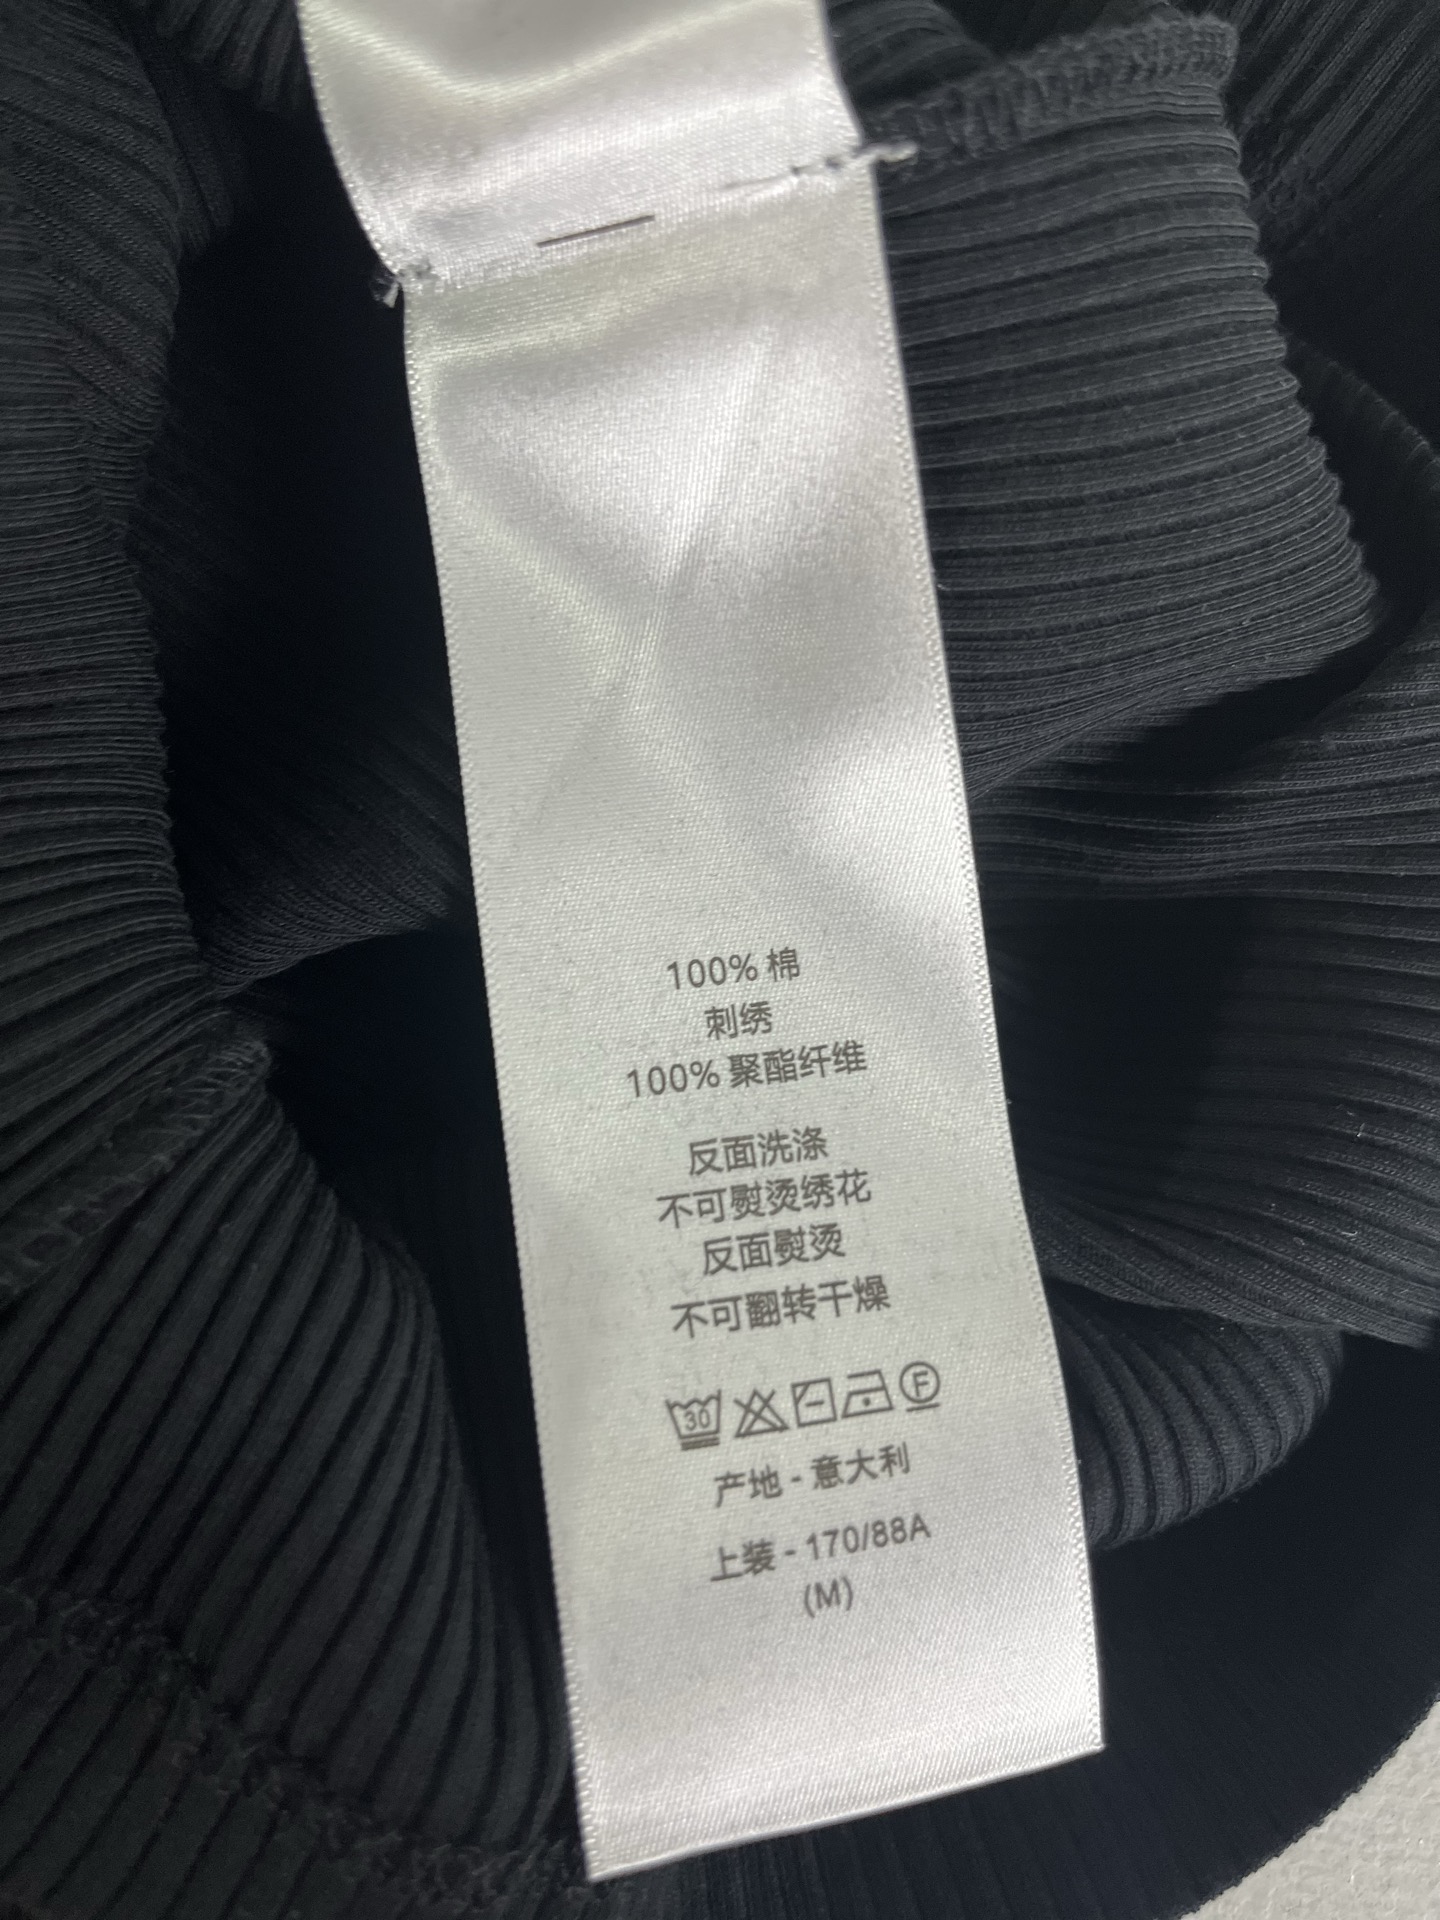 100% 棉
刺绣
100% 聚酯纤维
反面洗涤
不可熨烫绣花
反面熨烫
不可翻转干燥
30 F
产地 - 意大利
上装 - 170/88A
(M)